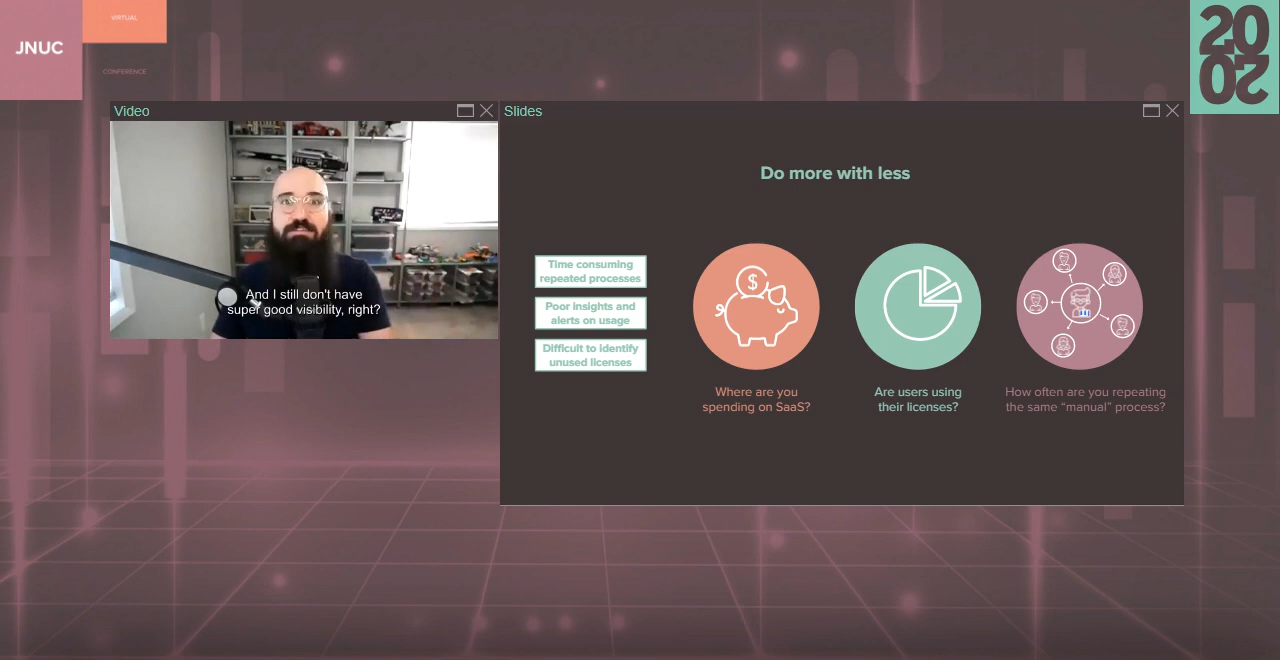 JNUC
VIRTUAL
CONFERENCE
2020
Video
And I still don't have
super good visibility, right?
Slides
Do more with less
Time consuming
repeated processes
Poor insights and
alerts on usage
Difficult to identify
unused licenses
$
Where are you
spending on SaaS?
Are users using
their licenses?
How often are you repeating
the same “manual” process?